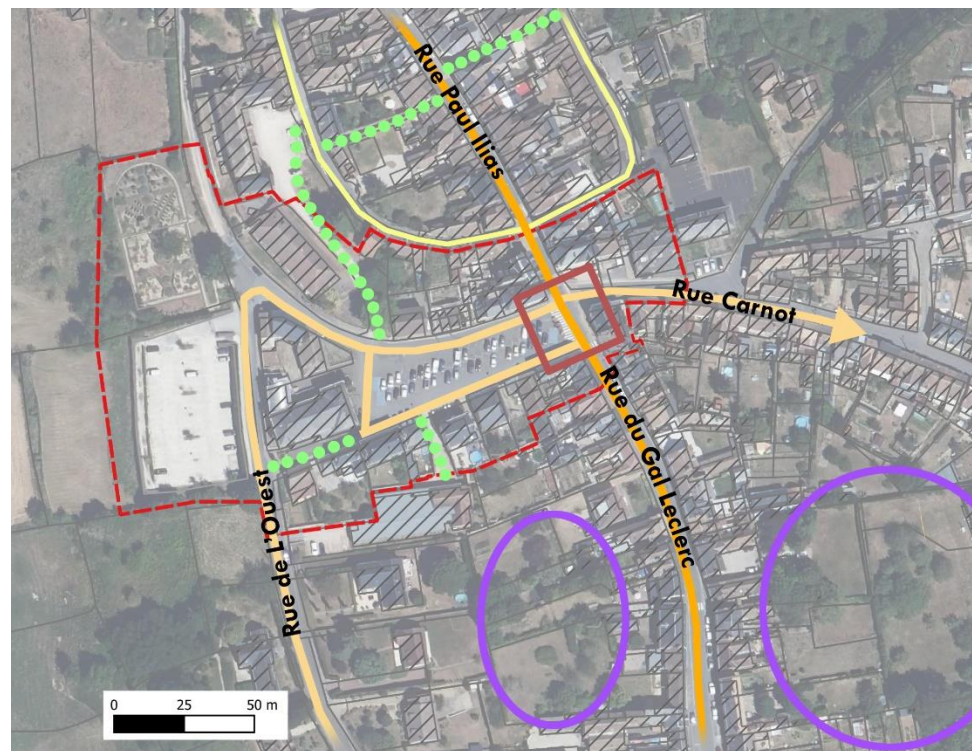 Rue Paul Ilias
Rue Carnot
Rue du Gal Leclerc
Rue de L'Ouest
0 25 50 m